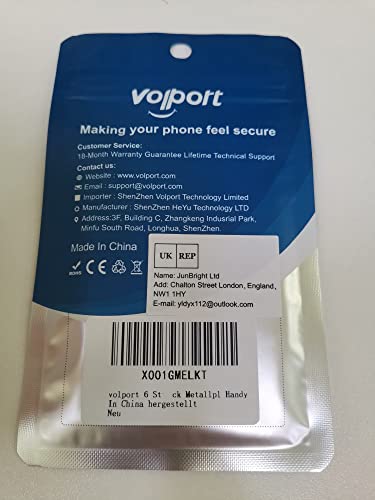 volport
Making your phone feel secure
Customer Service:
18-Month Warranty Guarantee Lifetime Technical Support
Contact us:
Website : www.volport.com
Email : support@volport.com
Importer : ShenZhen Volport Technology Limited
Manufacturer : ShenZhen HeYu Technology LTD
Address:3F, Building C, Zhangkeng Indusrial Park,
Minfu South Road, Longhua, ShenZhen.
Made In China
RoHS CE
UK REP
Name: JunBright Ltd
Add: Chalton Street London, England,
NW1 1HY
E-mail: yldyx112@outlook.com
X001GMELKT
volport 6 St ck Metallpl Handy
In China hergestellt
Neu